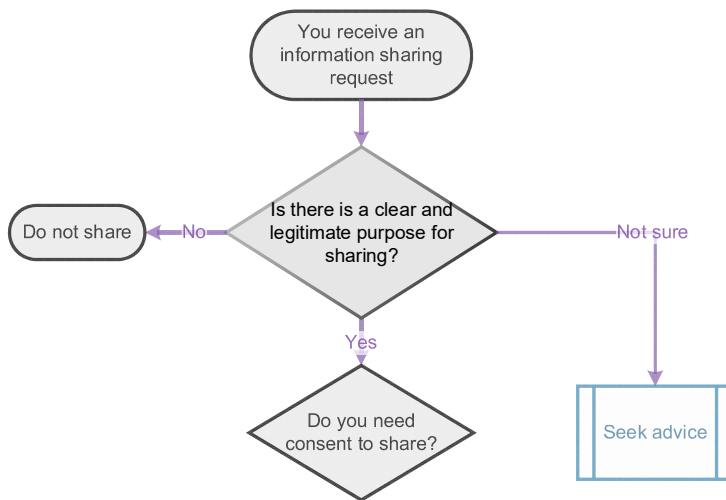 You receive an
information sharing
request
Is there is a clear and
legitimate purpose for
sharing?
Do not share
No
Not sure
Yes
Do you need
consent to share?
Seek advice